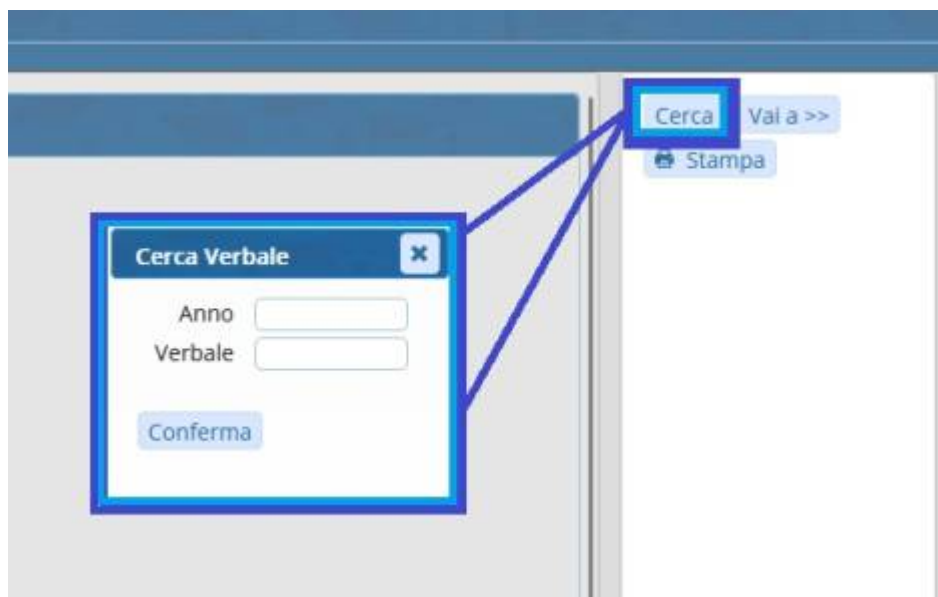 Cerca Vai a >>
Stampa
Cerca Verbale
Anno
Verbale
Conferma